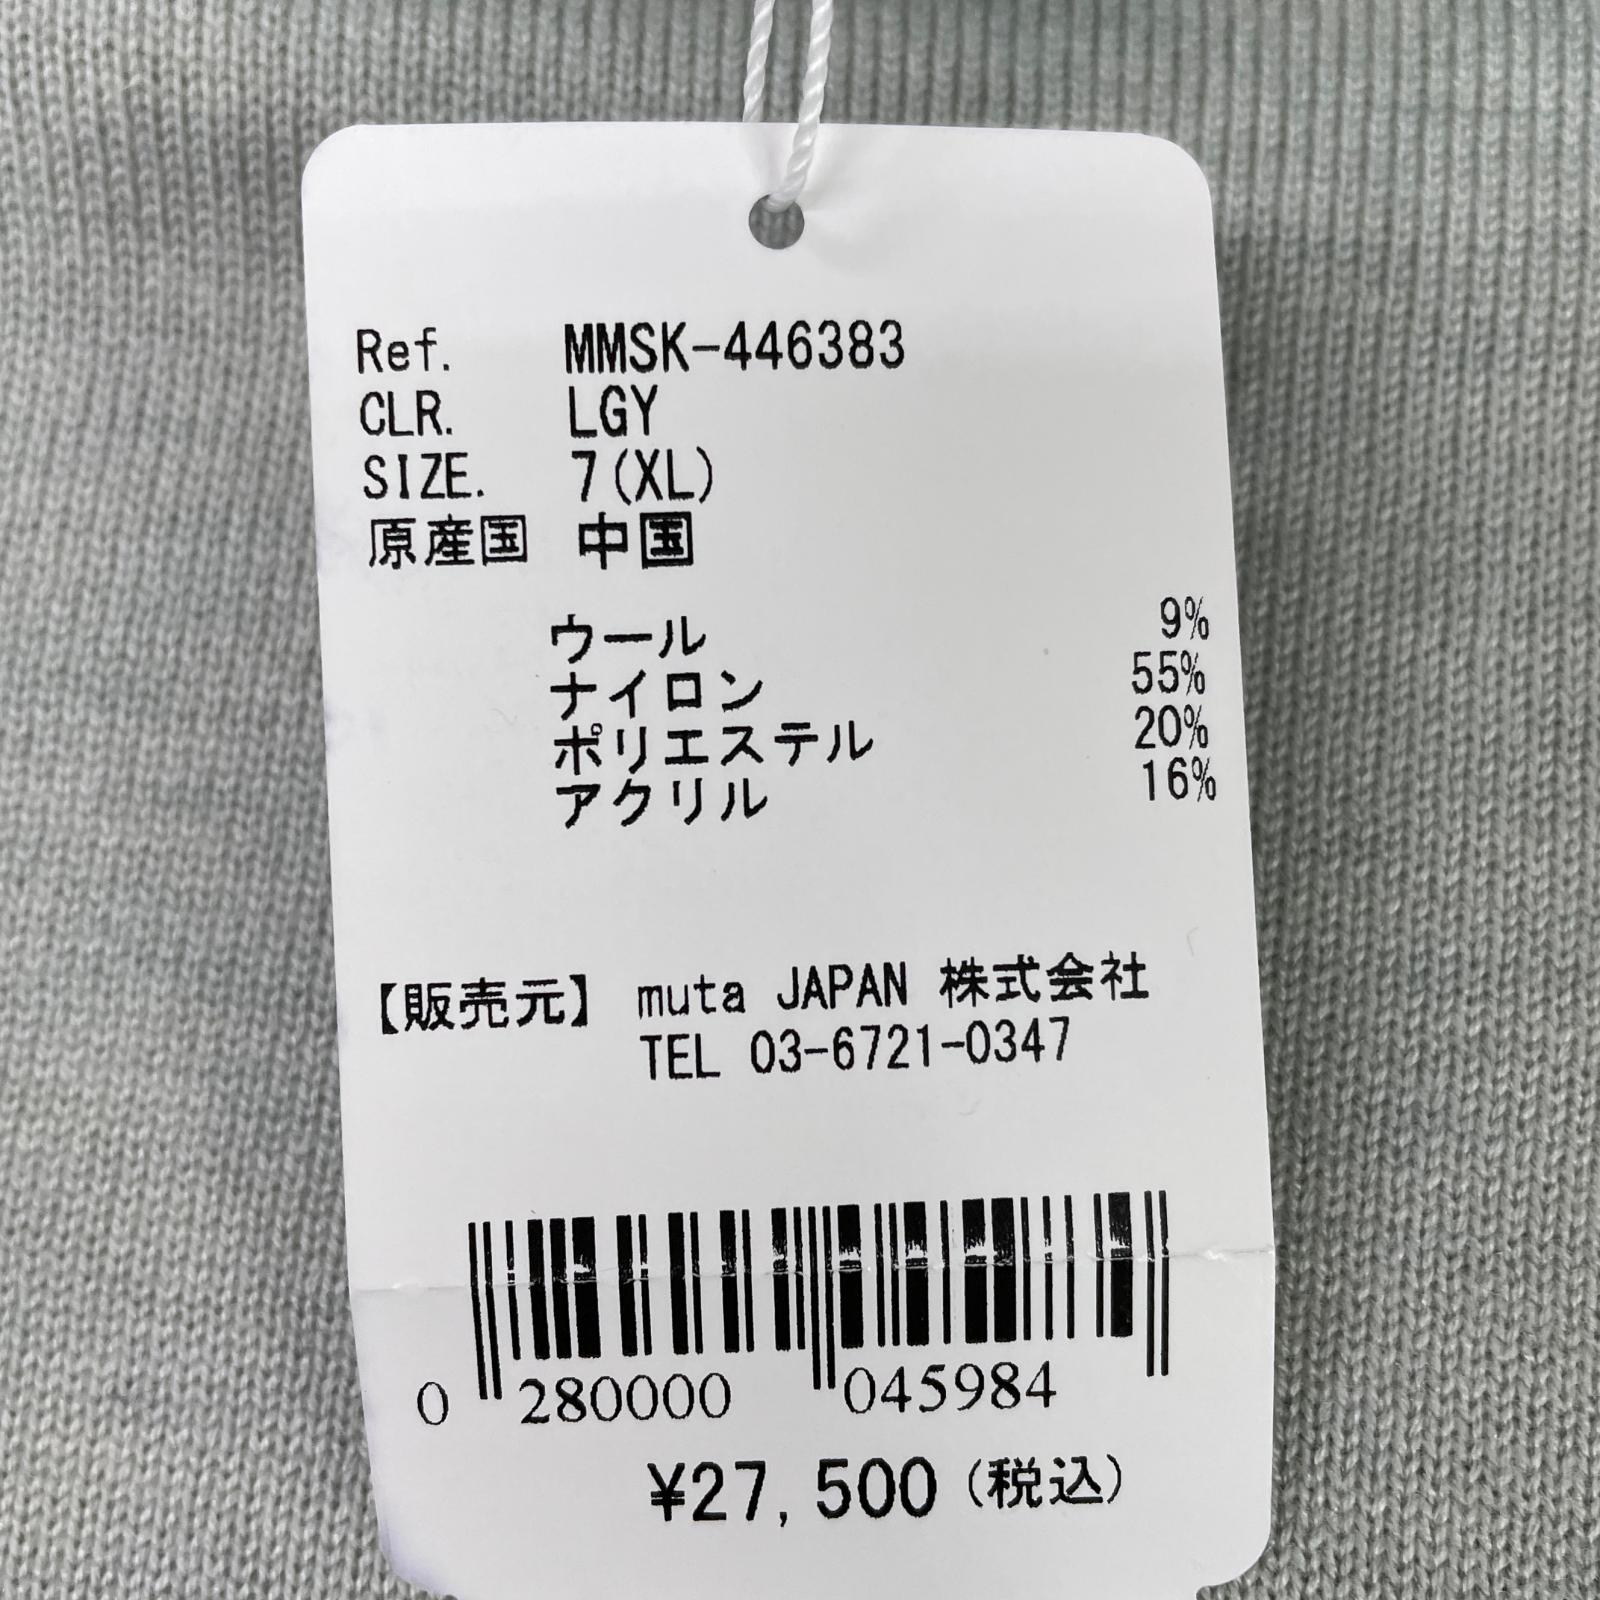 Ref. MMSK-446383
CLR. LGY
SIZE. 7(XL)
原産国 中国
ウール 9%
ナイロン 55%
ポリエステル 20%
アクリル 16%
【販売元】 muta JAPAN 株式会社
TEL 03-6721-0347
0 280000 045984
¥27,500(税込)